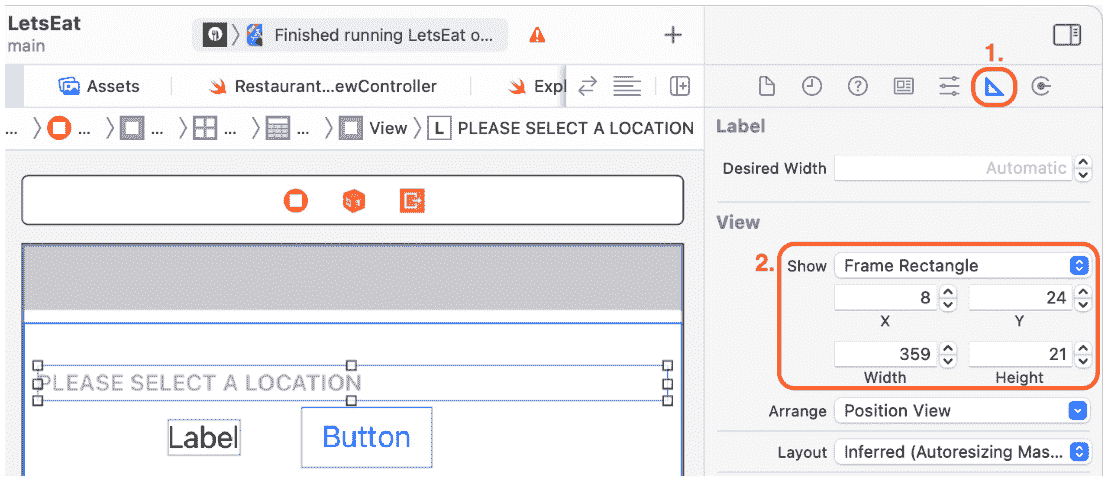 LetsEat
main
Finished running LetsEat o...
1.
Assets
Restaurant...ewController
Expl
... ... ... ... ... View L PLEASE SELECT A LOCATION
Label
Desired Width Automatic
View
2. Show Frame Rectangle
8 24
X Y
359 21
Width Height
Arrange Position View
Layout Inferred (Autoresizing Mas...
PLEASE SELECT A LOCATION
Label Button